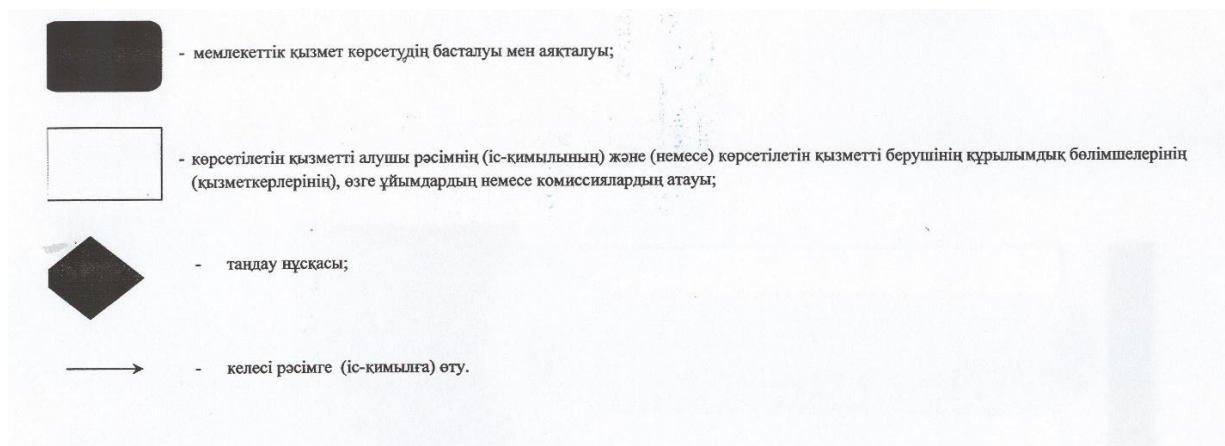 - мемлекеттік қызмет көрсетудің басталуы мен аяқталуы;
- көрсетілетін қызметті алушы рәсімнің (іс-қимылының) және (немесе) көрсетілетін қызметті берушінің құрылымдық бөлімшелерінің
(қызметкерлерінің), өзге ұйымдардың немесе комиссиялардың атауы;
- таңдау нұсқасы;
- келесі рәсімге (іс-қимылға) өту.